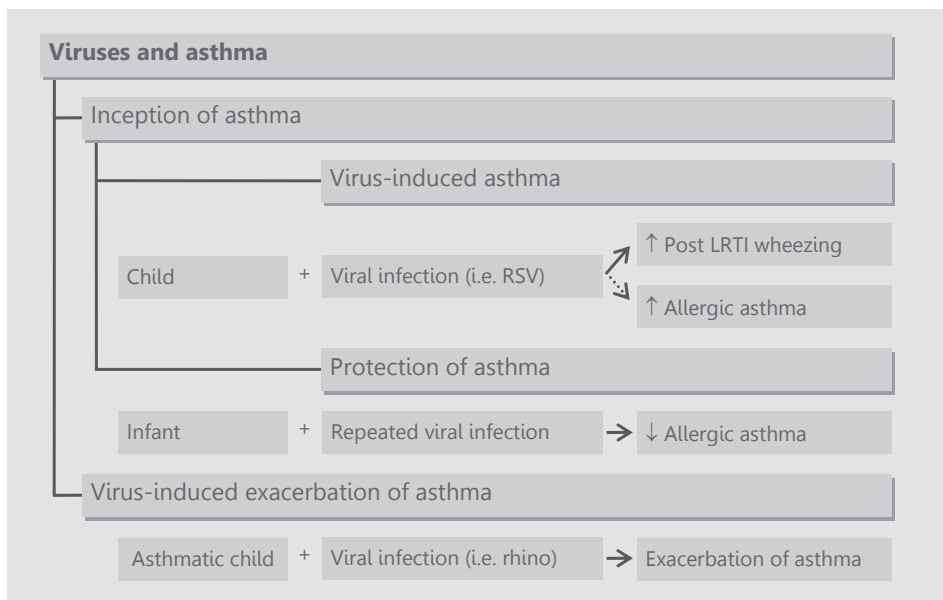 Viruses and asthma
Inception of asthma
Virus-induced asthma
↑ Post LRTI wheezing
Child + Viral infection (i.e. RSV)
↑ Allergic asthma
Protection of asthma
Infant + Repeated viral infection → ↓ Allergic asthma
Virus-induced exacerbation of asthma
Asthmatic child + Viral infection (i.e. rhino) → Exacerbation of asthma